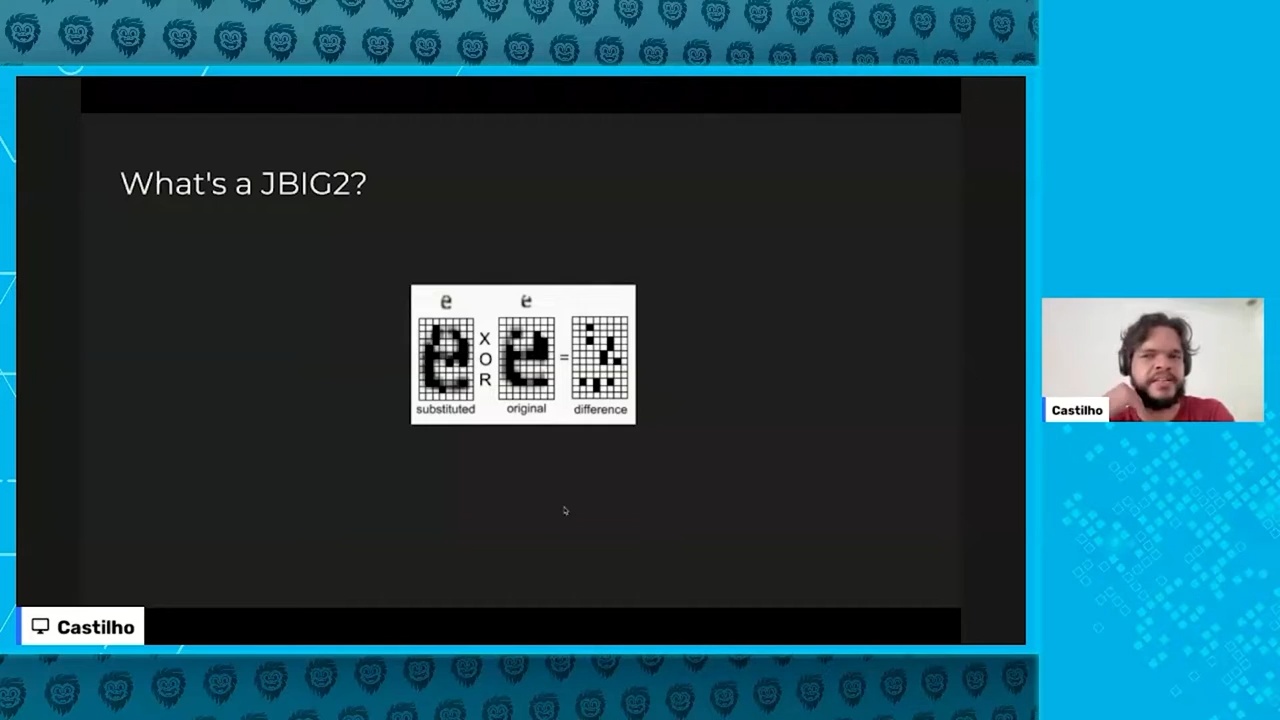 What's a JBIG2?
e e
X
O
R
=
substituted original difference
Castilho
Castilho